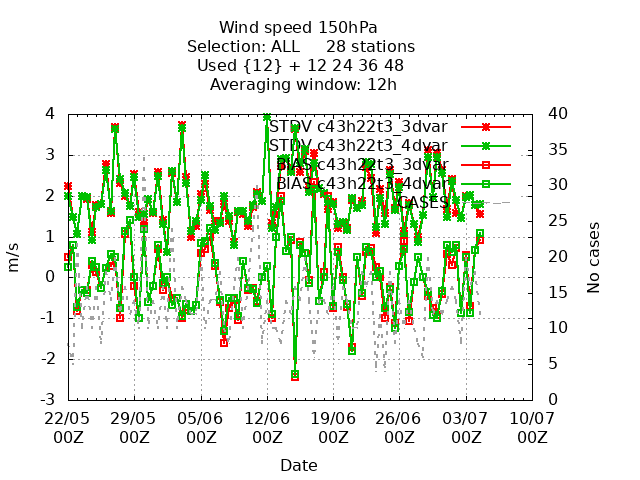 Wind speed 150hPa
Selection: ALL     28 stations
Used {12} + 12 24 36 48
Averaging window: 12h
STDV c43h22t3_3dvar
STDV c43h22t3_4dvar
BIAS c43h22t3_3dvar
BIAS c43h22t3_4dvar
CASES
4
3
2
1
0
-1
-2
-3
m/s
40
35
30
25
20
15
10
5
0
No cases
22/05 29/05 05/06 12/06 19/06 26/06 03/07 10/07
00Z 00Z 00Z 00Z 00Z 00Z 00Z 00Z
Date